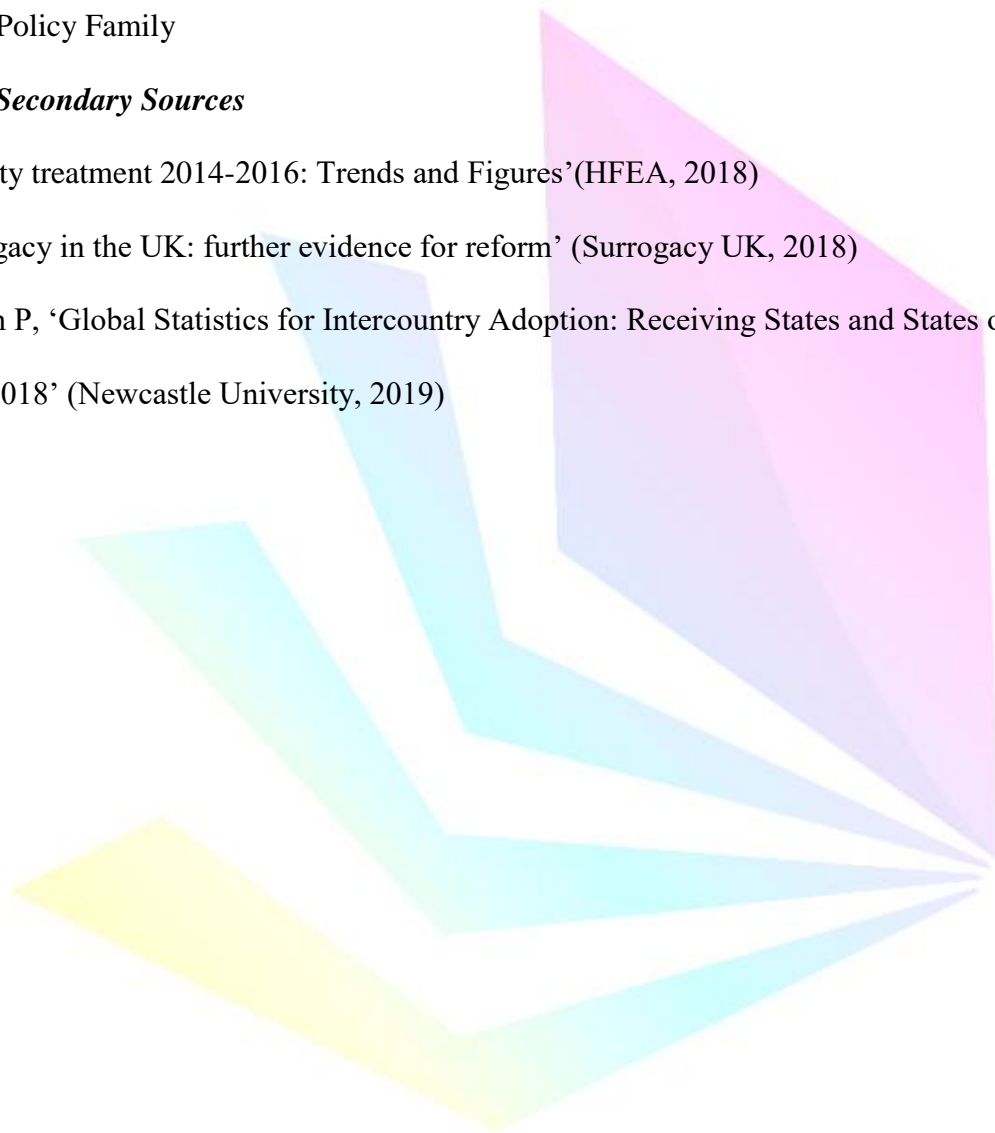 Policy Family
Secondary Sources
ty treatment 2014-2016: Trends and Figures’(HFEA, 2018)
gacy in the UK: further evidence for reform’ (Surrogacy UK, 2018)
n P, ‘Global Statistics for Intercountry Adoption: Receiving States and States
018’ (Newcastle University, 2019)